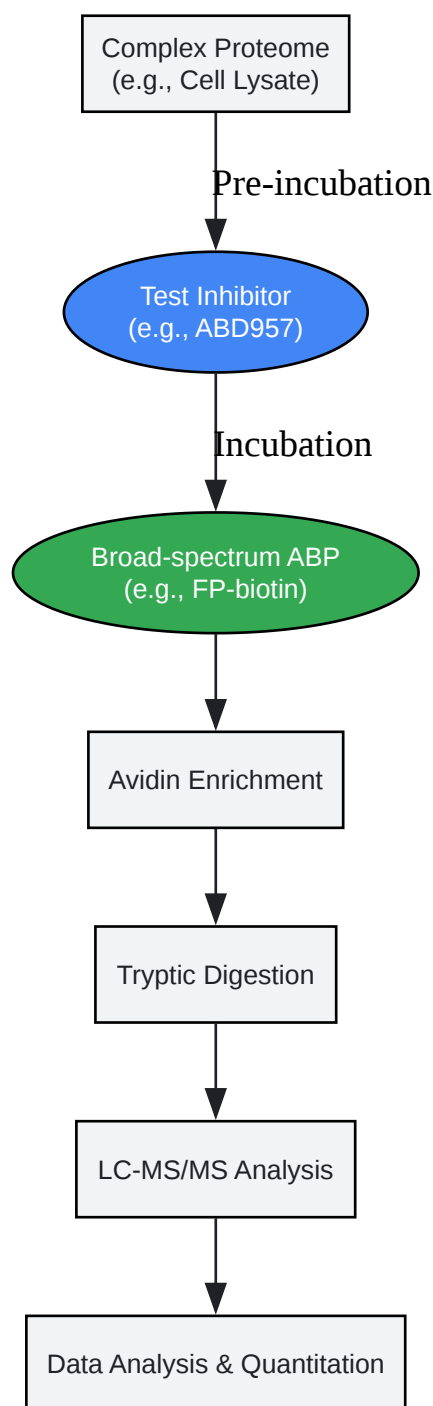 Complex Proteome
(e.g., Cell Lysate)
Pre-incubation
Test Inhibitor
(e.g., ABD957)
Incubation
Broad-spectrum ABP
(e.g., FP-biotin)
Avidin Enrichment
Tryptic Digestion
LC-MS/MS Analysis
Data Analysis & Quantitation